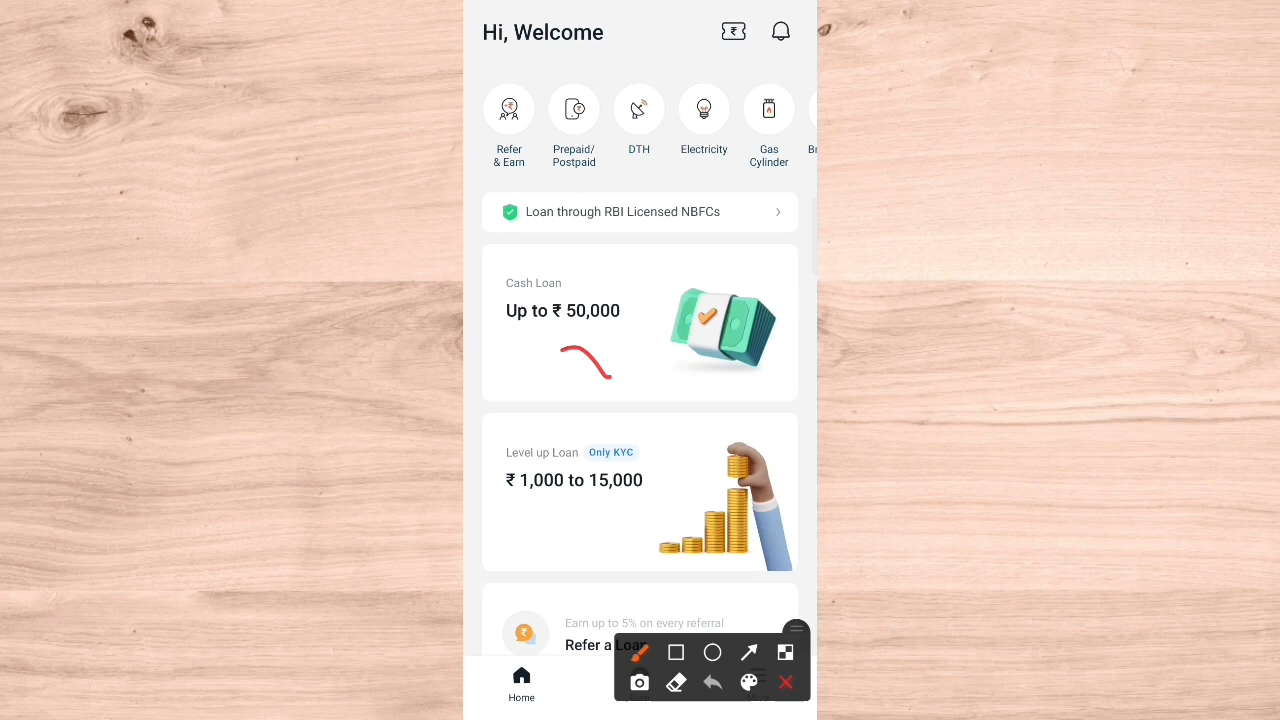 Hi, Welcome
Refer
& Earn
Prepaid/
Postpaid
DTH
Electricity
Gas
Cylinder
Loan through RBI Licensed NBFCs
Cash Loan
Up to ₹ 50,000
Level up Loan Only KYC
₹ 1,000 to 15,000
Earn up to 5% on every referral
Refer a Loan
Home